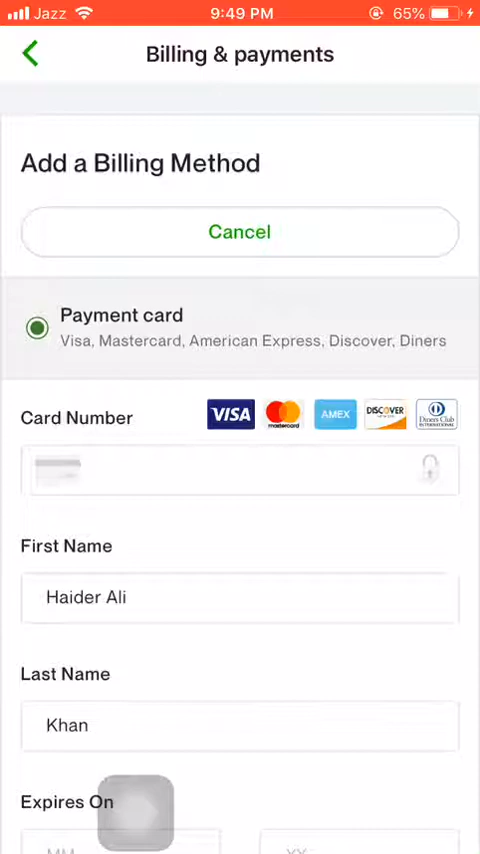 Jazz 9:49 PM 65%
Billing & payments
Add a Billing Method
Cancel
Payment card
Visa, Mastercard, American Express, Discover, Diners
Card Number VISA mastercard AMEX DISCOVER Diners Club INTERNATIONAL
First Name
Haider Ali
Last Name
Khan
Expires On